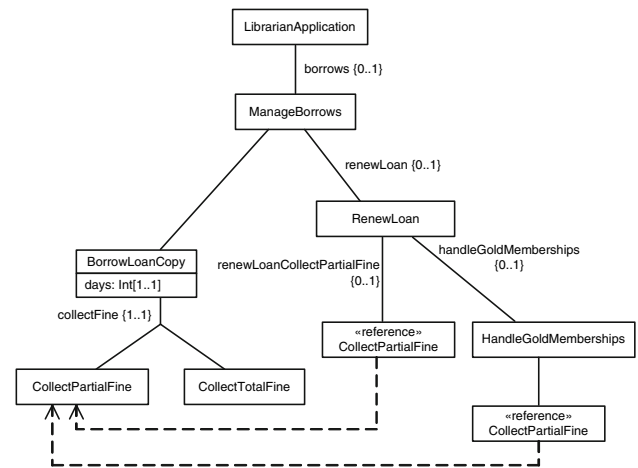 LibrarianApplication
borrows {0..1}
ManageBorrows
renewLoan {0..1}
RenewLoan
BorrowLoanCopy
days: Int[1..1]
renewLoanCollectPartialFine
{0..1}
handleGoldMemberships
{0..1}
collectFine {1..1}
«reference»
CollectPartialFine
HandleGoldMemberships
CollectPartialFine
CollectTotalFine
«reference»
CollectPartialFine